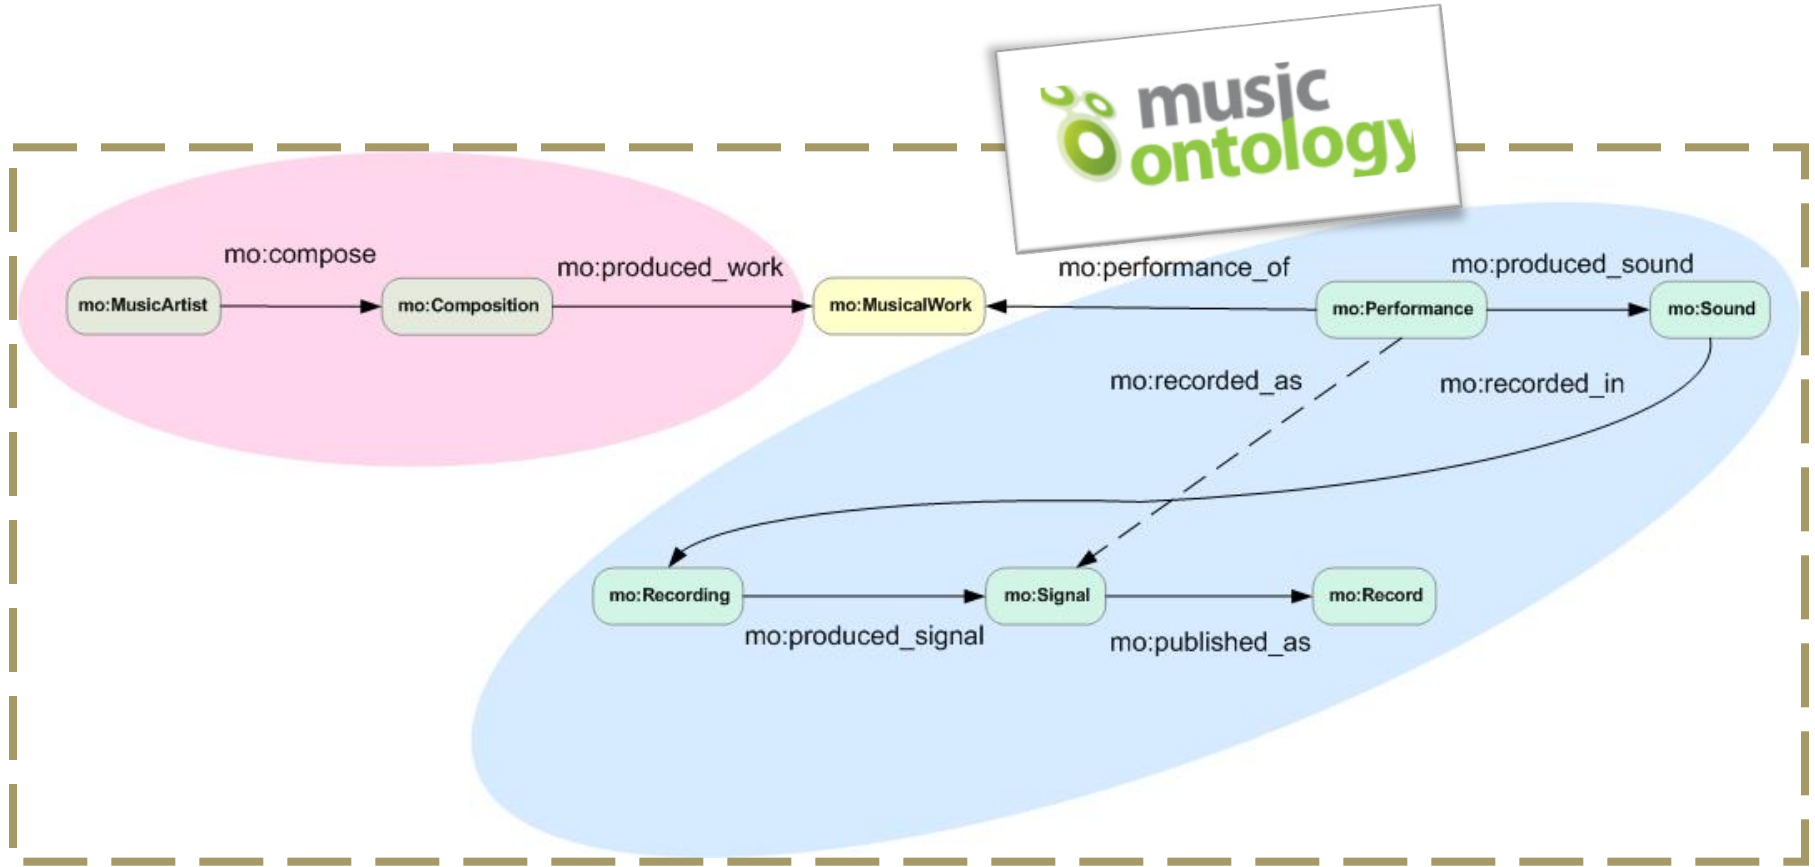 music
ontology
mo:compose
mo:produced_work
mo:performance_of
mo:produced_sound
mo:MusicArtist
mo:Composition
mo:MusicalWork
mo:Performance
mo:Sound
mo:recorded_as
mo:recorded_in
mo:Recording
mo:Signal
mo:Record
mo:produced_signal
mo:published_as